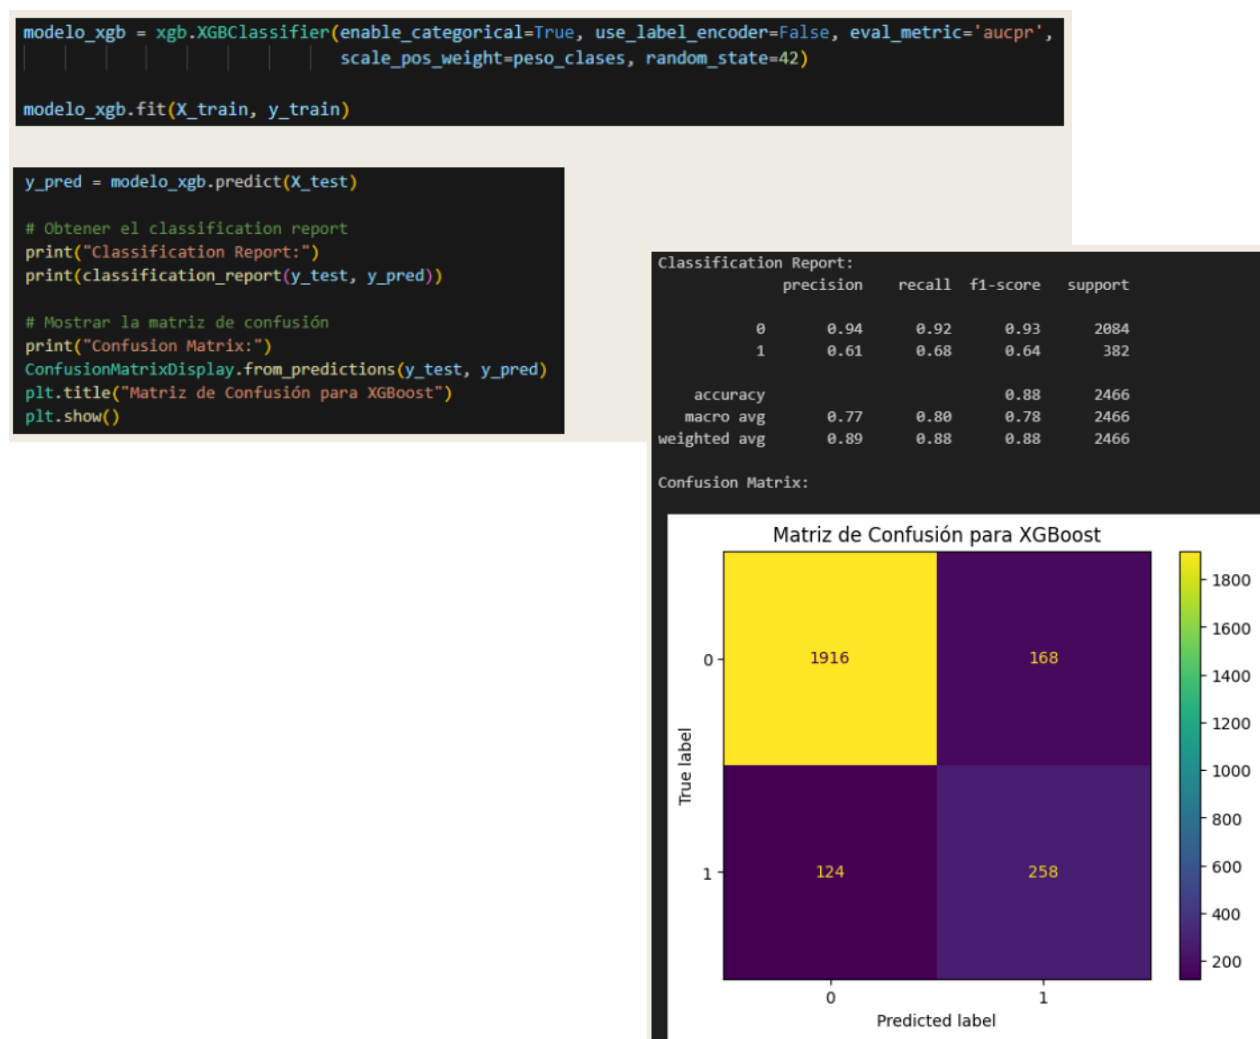 modelo_xgb = xgb.XGBClassifier(enable_categorical=True, use_label_encoder=False, eval_metric='aucpr',
scale_pos_weight=peso_clases, random_state=42)
modelo_xgb.fit(X_train, y_train)
y_pred = modelo_xgb.predict(X_test)
# Obtener el classification report
print("Classification Report:")
print(classification_report(y_test, y_pred))
# Mostrar la matriz de confusión
print("Confusion Matrix:")
ConfusionMatrixDisplay.from_predictions(y_test, y_pred)
plt.title("Matriz de Confusión para XGBoost")
plt.show()
Classification Report:
precision recall f1-score support
0 0.94 0.92 0.93 2084
1 0.61 0.68 0.64 382
accuracy 0.88 2466
macro avg 0.77 0.80 0.78 2466
weighted avg 0.89 0.88 0.88 2466
Confusion Matrix:
Matriz de Confusión para XGBoost
1800
1600
1400
1200
1000
800
600
400
200
True label
0
1916 168
1
124 258
0 1
Predicted label